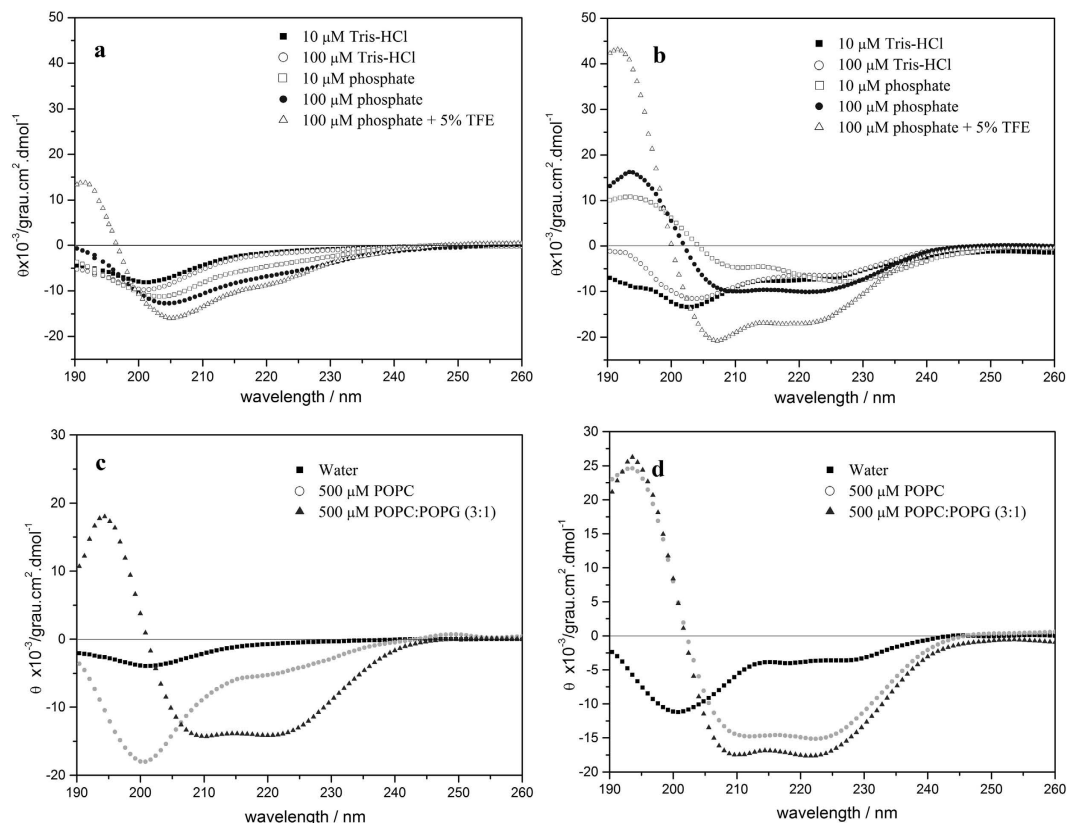 a
10 μM Tris-HCl
100 μM Tris-HCl
10 μM phosphate
100 μM phosphate
100 μM phosphate + 5% TFE
50
40
30
20
10
0
-10
-20
θx10⁻³/grau.cm².dmol⁻¹
190 200 210 220 230 240 250 260
wavelength / nm
b
10 μM Tris-HCl
100 μM Tris-HCl
10 μM phosphate
100 μM phosphate
100 μM phosphate + 5% TFE
50
40
30
20
10
0
-10
-20
θx10⁻³/grau.cm².dmol⁻¹
190 200 210 220 230 240 250 260
wavelength / nm
c
Water
500 μM POPC
500 μM POPC:POPG (3:1)
30
20
10
0
-10
-20
θ x10⁻³/grau.cm².dmol⁻¹
190 200 210 220 230 240 250 260
wavelength / nm
d
Water
500 μM POPC
500 μM POPC:POPG (3:1)
30
25
20
15
10
5
0
-5
-10
-15
-20
θ x10⁻³/grau.cm².dmol⁻¹
190 200 210 220 230 240 250 260
wavelength / nm